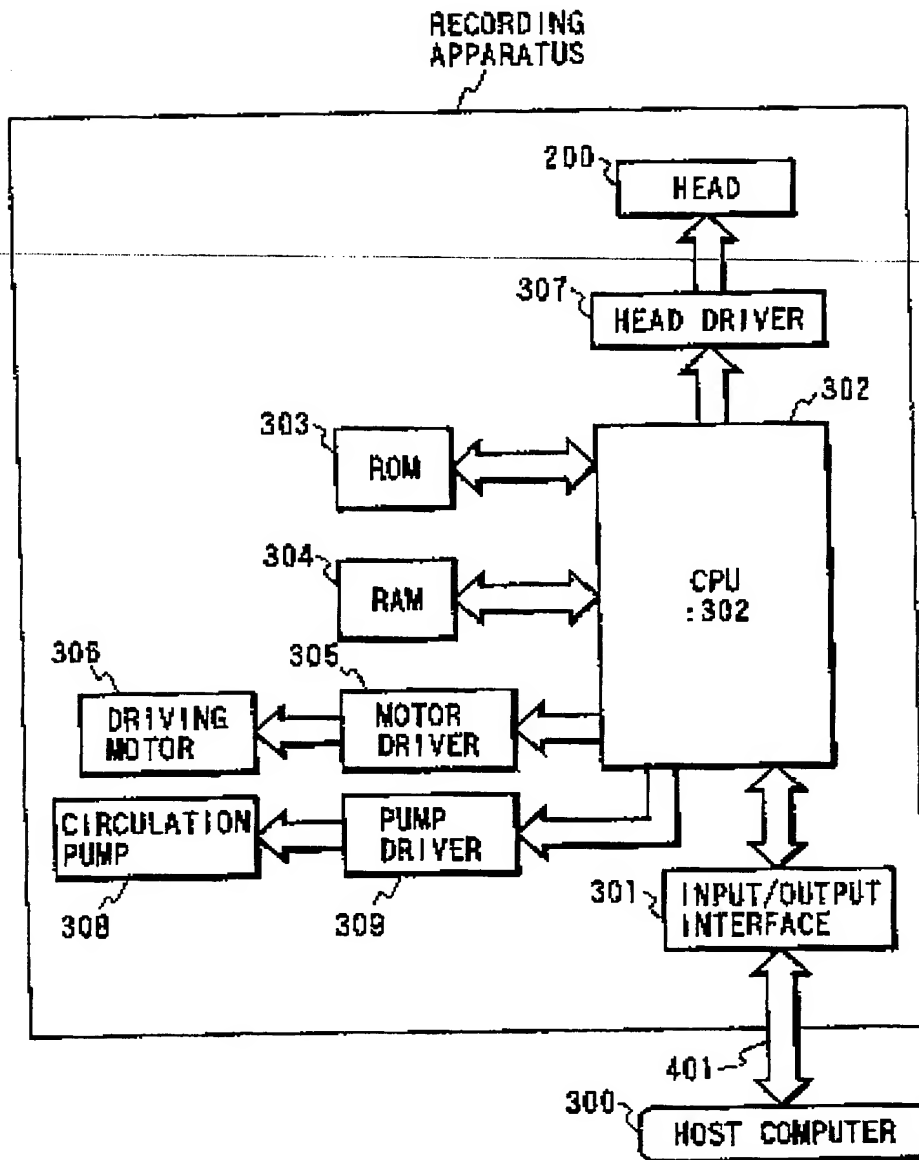 RECORDING
APPARATUS
200
HEAD
307
HEAD DRIVER
302
303
ROM
304
RAM
CPU
:302
306
DRIVING
MOTOR
305
MOTOR
DRIVER
CIRCULATION
PUMP
308
PUMP
DRIVER
309
301
INPUT/OUTPUT
INTERFACE
401
300
HOST COMPUTER